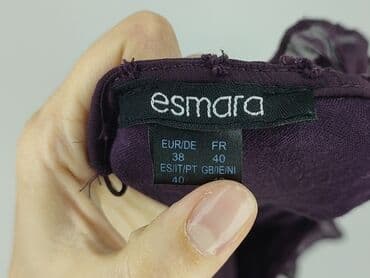 esmara
EUR/DE FR
38 40
ES/IT/PT GB/IE/NI
40